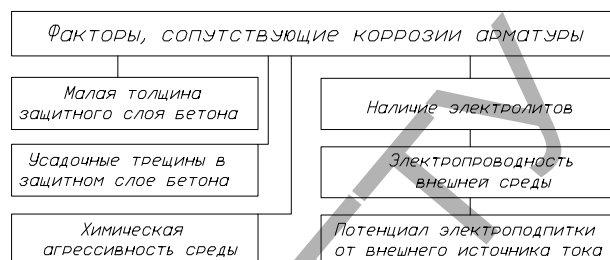 Факторы, сопутствующие коррозии арматуры
Малая толщина
защитного слоя бетона
Усадочные трещины в
защитном слое бетона
Химическая
агрессивность среды
Наличие электролитов
Электропроводность
внешней среды
Потенциал электроподпитки
от внешнего источника тока